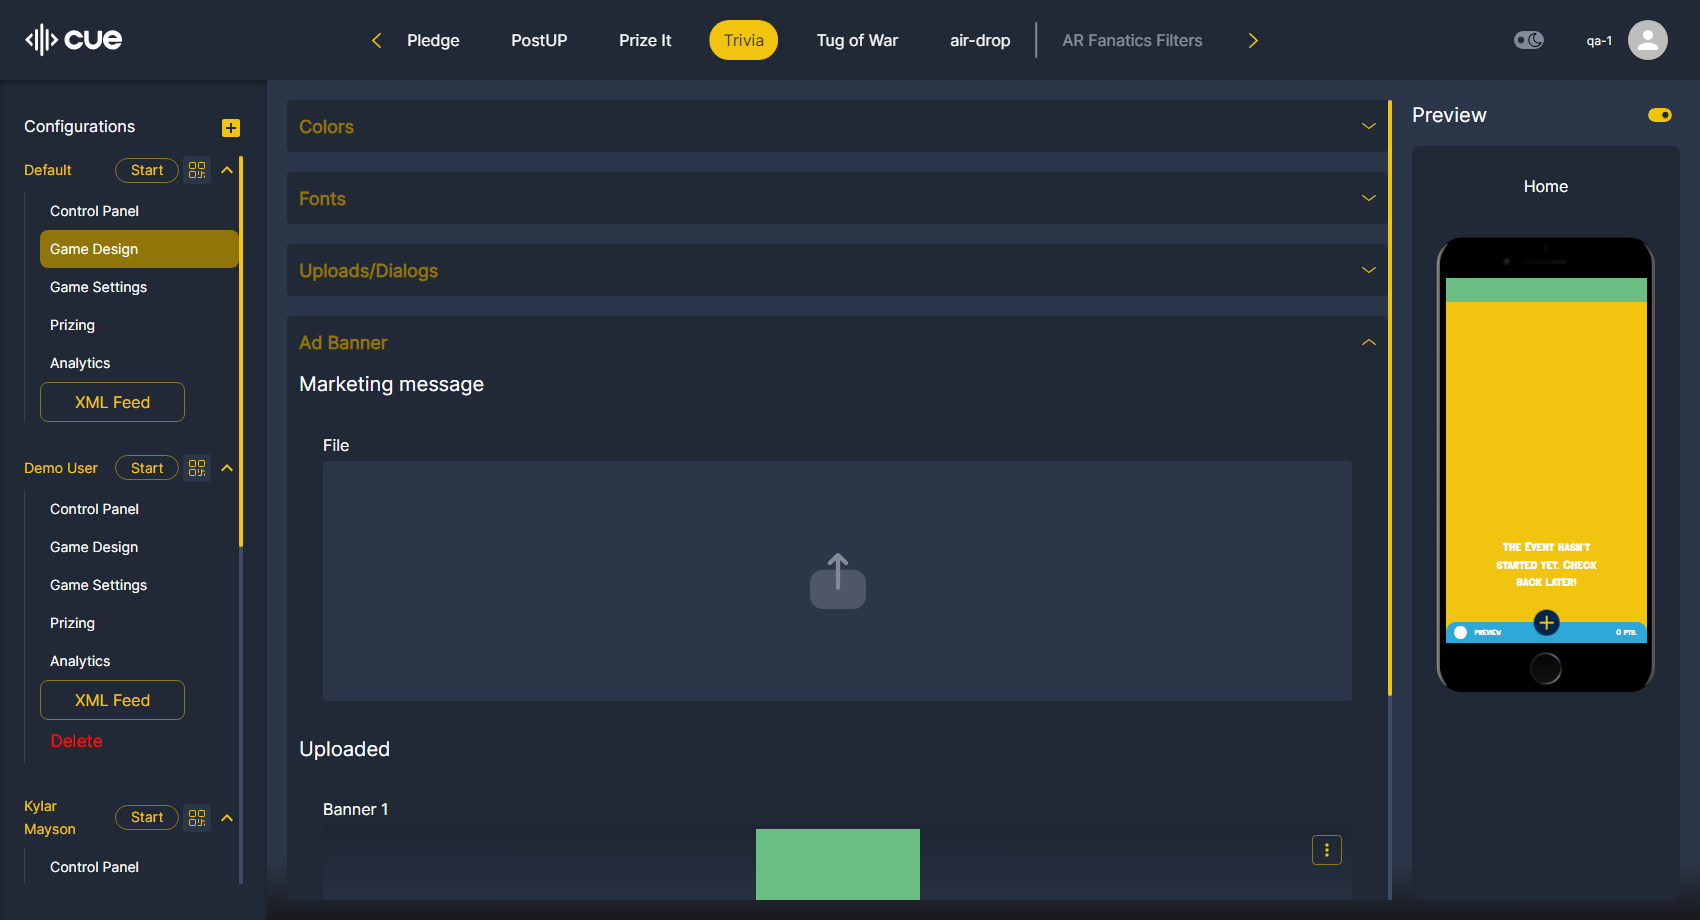 cue
Pledge
PostUP
Prize It
Trivia
Tug of War
air-drop
AR Fanatics Filters
qa-1
Configurations
Default
Start
Control Panel
Game Design
Game Settings
Prizing
Analytics
XML Feed
Demo User
Start
Control Panel
Game Design
Game Settings
Prizing
Analytics
XML Feed
Delete
Kylar
Mayson
Start
Control Panel
Colors
Fonts
Uploads/Dialogs
Ad Banner
Marketing message
File
Uploaded
Banner 1
Preview
Home
The Event hasn't
started yet. Check
back later!
PREVIEW
0 PTS.